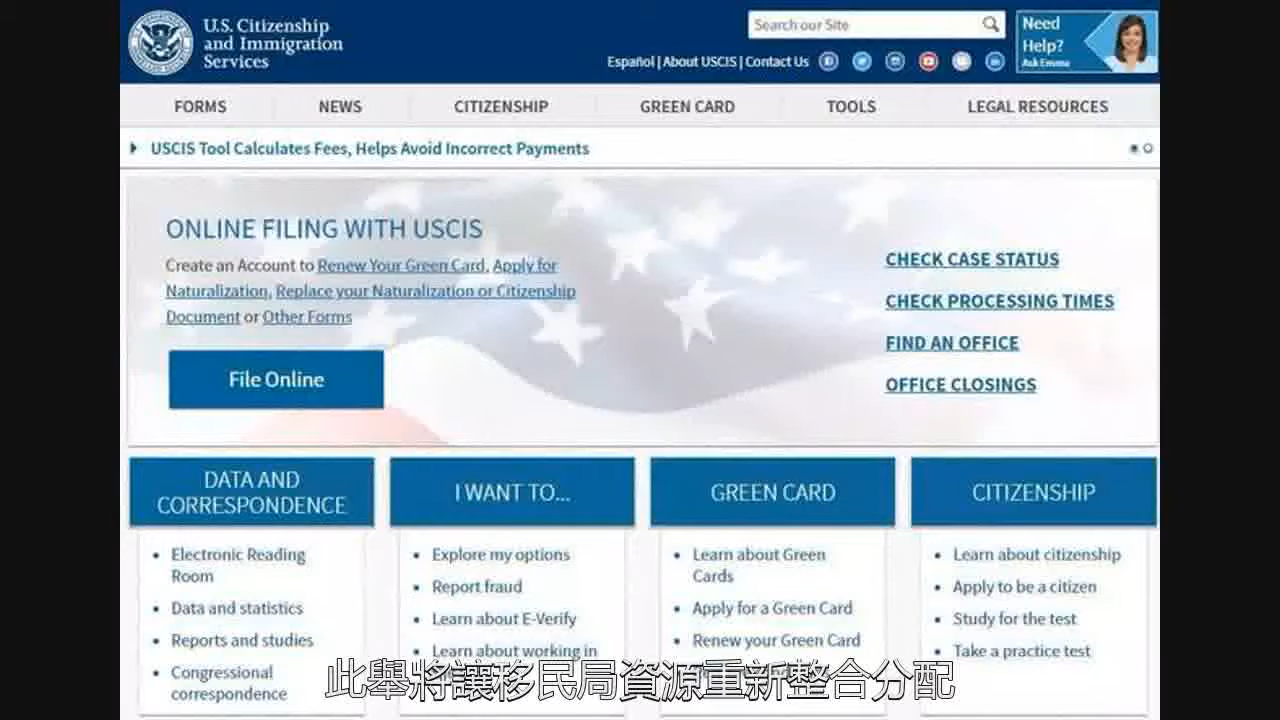 U.S. Citizenship
and Immigration
Services
Search our Site
Need
Help?
Ask Emma
Español | About USCIS | Contact Us
FORMS
NEWS
CITIZENSHIP
GREEN CARD
TOOLS
LEGAL RESOURCES
USCIS Tool Calculates Fees, Helps Avoid Incorrect Payments
ONLINE FILING WITH USCIS
Create an Account to Renew Your Green Card, Apply for
Naturalization, Replace your Naturalization or Citizenship
Document or Other Forms
File Online
CHECK CASE STATUS
CHECK PROCESSING TIMES
FIND AN OFFICE
OFFICE CLOSINGS
DATA AND
CORRESPONDENCE
• Electronic Reading
Room
• Data and statistics
• Reports and studies
• Congressional
correspondence
I WANT TO...
• Explore my options
• Report fraud
• Learn about E-Verify
• Learn about working in
GREEN CARD
• Learn about Green
Cards
• Apply for a Green Card
• Renew your Green Card
CITIZENSHIP
• Learn about citizenship
• Apply to be a citizen
• Study for the test
• Take a practice test
此舉將讓移民局資源重新整合分配